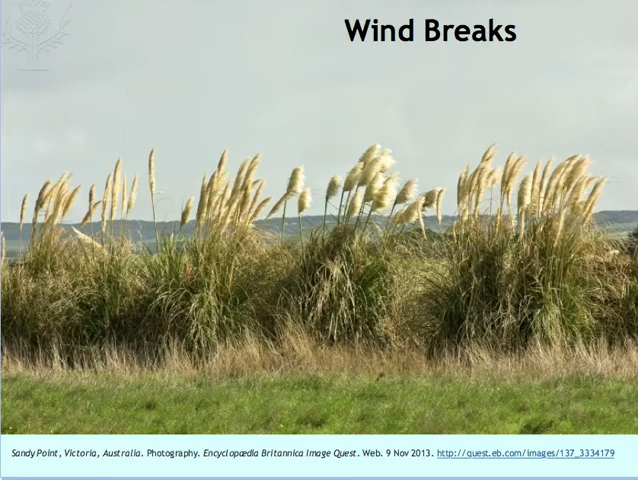 Wind Breaks
Sandy Point, Victoria, Australia. Photography. Encyclopædia Britannica Image Quest. Web. 9 Nov 2013. http://quest.eb.com/images/137_3334179